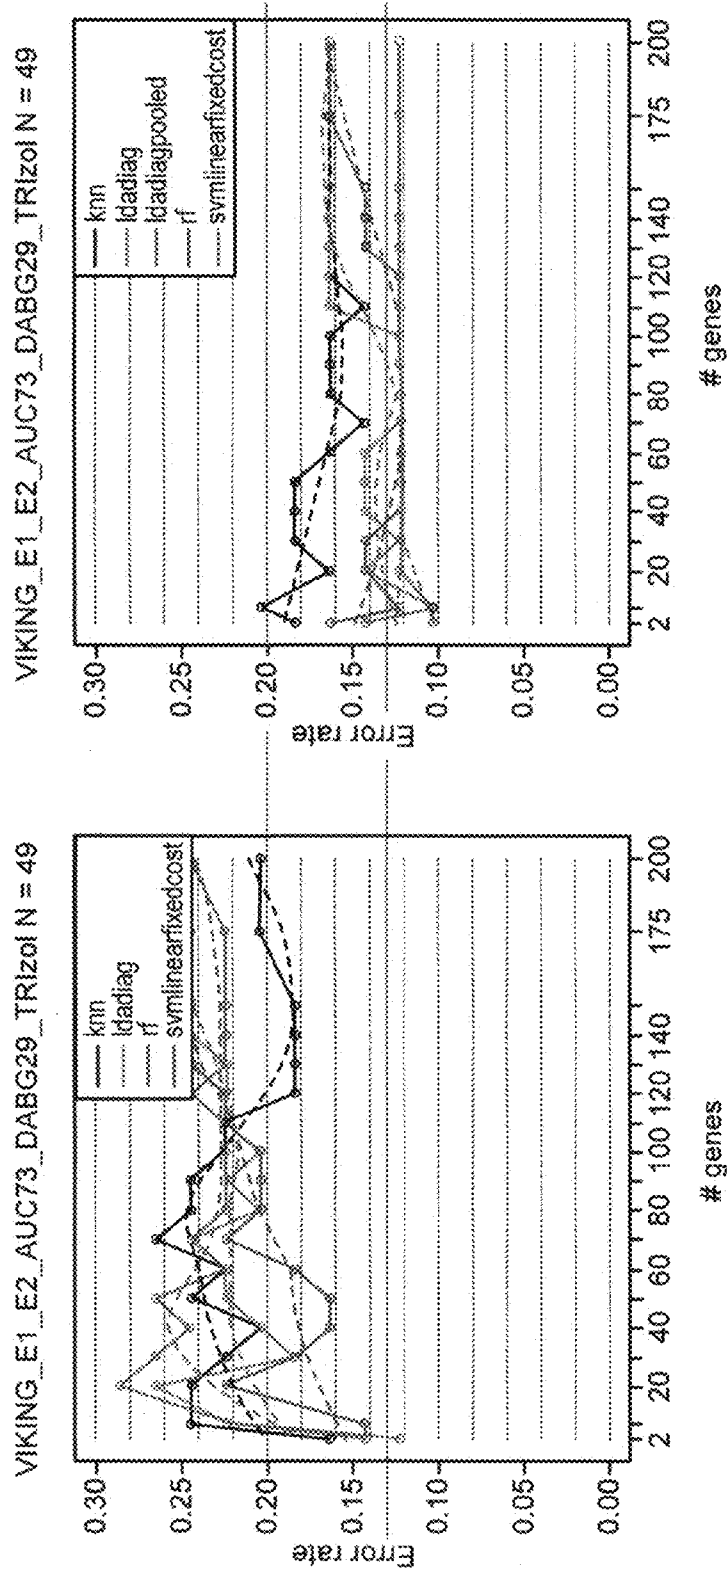 VIKING_E1_E2_AUC73_DABG29_TRIzol N = 49
knn
ldadiag
rf
svmlinearfixedcost
Error rate
0.30
0.25
0.20
0.15
0.10
0.05
0.00
2 20 40 60 80 100 120 140 175 200
# genes
VIKING_E1_E2_AUC73_DABG29_TRIzol N = 49
knn
ldadiag
ldadiagpooled
rf
svmlinearfixedcost
Error rate
0.30
0.25
0.20
0.15
0.10
0.05
0.00
2 20 40 60 80 100 120 140 175 200
# genes